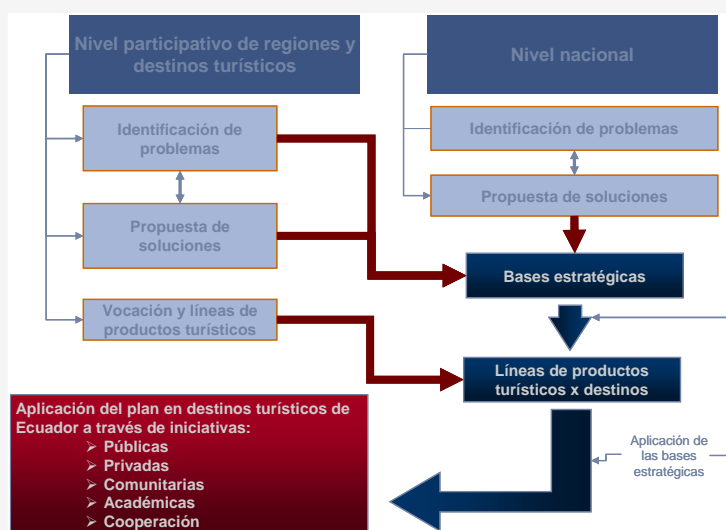 Nivel participativo de regiones y
destinos turísticos
Identificación de
problemas
Propuesta de
soluciones
Vocación y líneas de
productos turísticos
Nivel nacional
Identificación de problemas
Propuesta de soluciones
Bases estratégicas
Líneas de productos
turísticos x destinos
Aplicación de
las bases
estratégicas
Aplicación del plan en destinos turísticos de
Ecuador a través de iniciativas:
➢ Públicas
➢ Privadas
➢ Comunitarias
➢ Académicas
➢ Cooperación